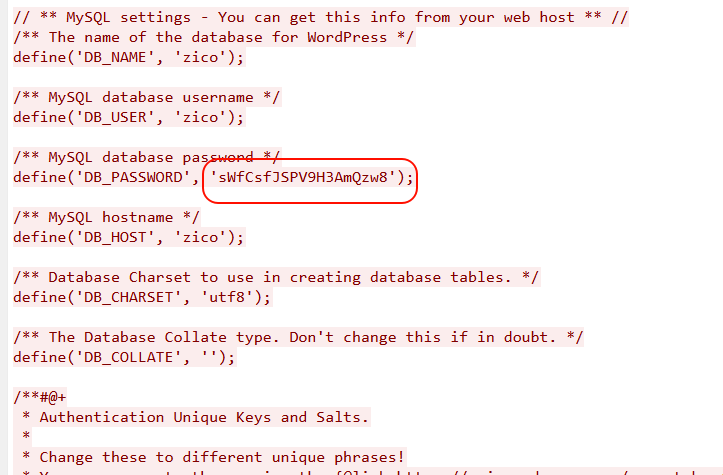 // ** MySQL settings - You can get this info from your web host ** //
/** The name of the database for WordPress */
define('DB_NAME', 'zico');
/** MySQL database username */
define('DB_USER', 'zico');
/** MySQL database password */
define('DB_PASSWORD', 'sWfCsfJSPV9H3AmQzw8');
/** MySQL hostname */
define('DB_HOST', 'zico');
/** Database Charset to use in creating database tables. */
define('DB_CHARSET', 'utf8');
/** The Database Collate type. Don't change this if in doubt. */
define('DB_COLLATE', '');
/**#@+
* Authentication Unique Keys and Salts.
*
* Change these to different unique phrases!